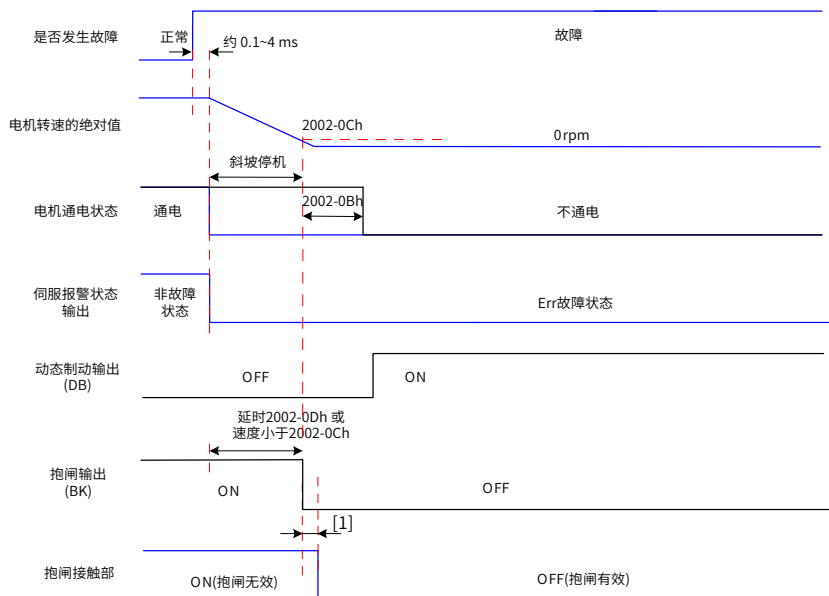 是否发生故障
正常
约 0.1~4 ms
故障
电机转速的绝对值
2002-0Ch
0rpm
斜坡停机
电机通电状态
通电
2002-0Bh
不通电
伺服报警状态
输出
非故障
状态
Err故障状态
动态制动输出
(DB)
OFF
ON
延时2002-0Dh 或
速度小于2002-0Ch
抱闸输出
(BK)
ON
OFF
[1]
抱闸接触部
ON(抱闸无效)
OFF(抱闸有效)